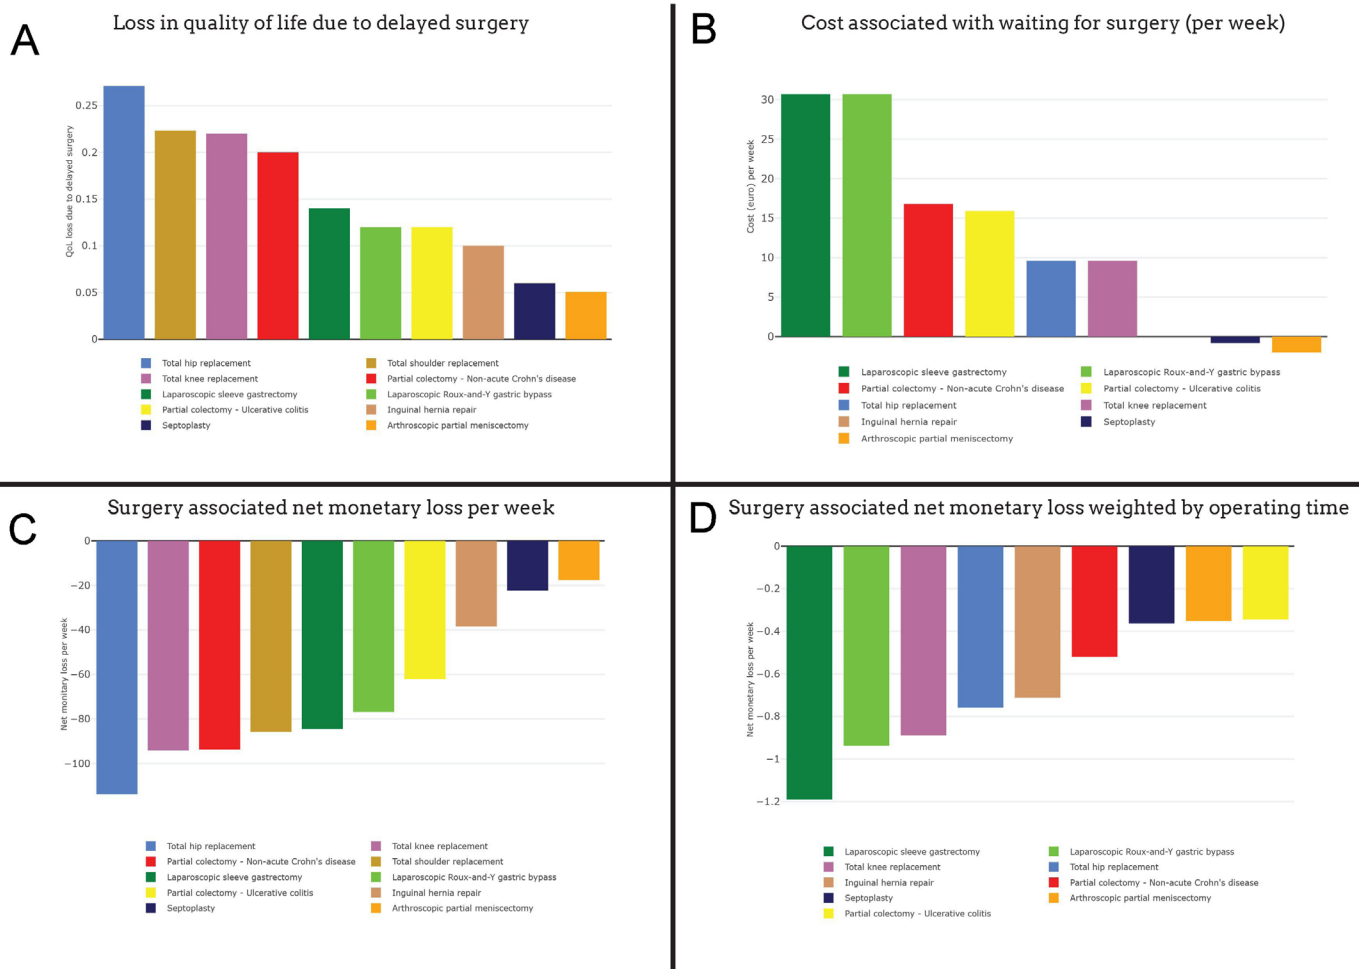 A
Loss in quality of life due to delayed surgery
QoL loss due to delayed surgery
0.25
0.2
0.15
0.1
0.05
0
Total hip replacement
Total shoulder replacement
Total knee replacement
Partial colectomy - Non-acute Crohn's disease
Laparoscopic sleeve gastrectomy
Laparoscopic Roux-and-Y gastric bypass
Partial colectomy - Ulcerative colitis
Inguinal hernia repair
Septoplasty
Arthroscopic partial meniscectomy
B
Cost associated with waiting for surgery (per week)
Cost (euro) per week
30
25
20
15
10
5
0
Laparoscopic sleeve gastrectomy
Laparoscopic Roux-and-Y gastric bypass
Partial colectomy - Non-acute Crohn's disease
Partial colectomy - Ulcerative colitis
Total hip replacement
Total knee replacement
Inguinal hernia repair
Septoplasty
Arthroscopic partial meniscectomy
C
Surgery associated net monetary loss per week
Net monitary loss per week
0
−20
−40
−60
−80
−100
Total hip replacement
Total knee replacement
Partial colectomy - Non-acute Crohn's disease
Total shoulder replacement
Laparoscopic sleeve gastrectomy
Laparoscopic Roux-and-Y gastric bypass
Partial colectomy - Ulcerative colitis
Inguinal hernia repair
Septoplasty
Arthroscopic partial meniscectomy
D
Surgery associated net monetary loss weighted by operating time
Net monetary loss per week
0
−0.2
−0.4
−0.6
−0.8
−1
−1.2
Laparoscopic sleeve gastrectomy
Laparoscopic Roux-and-Y gastric bypass
Total knee replacement
Total hip replacement
Inguinal hernia repair
Partial colectomy - Non-acute Crohn's disease
Septoplasty
Arthroscopic partial meniscectomy
Partial colectomy - Ulcerative colitis